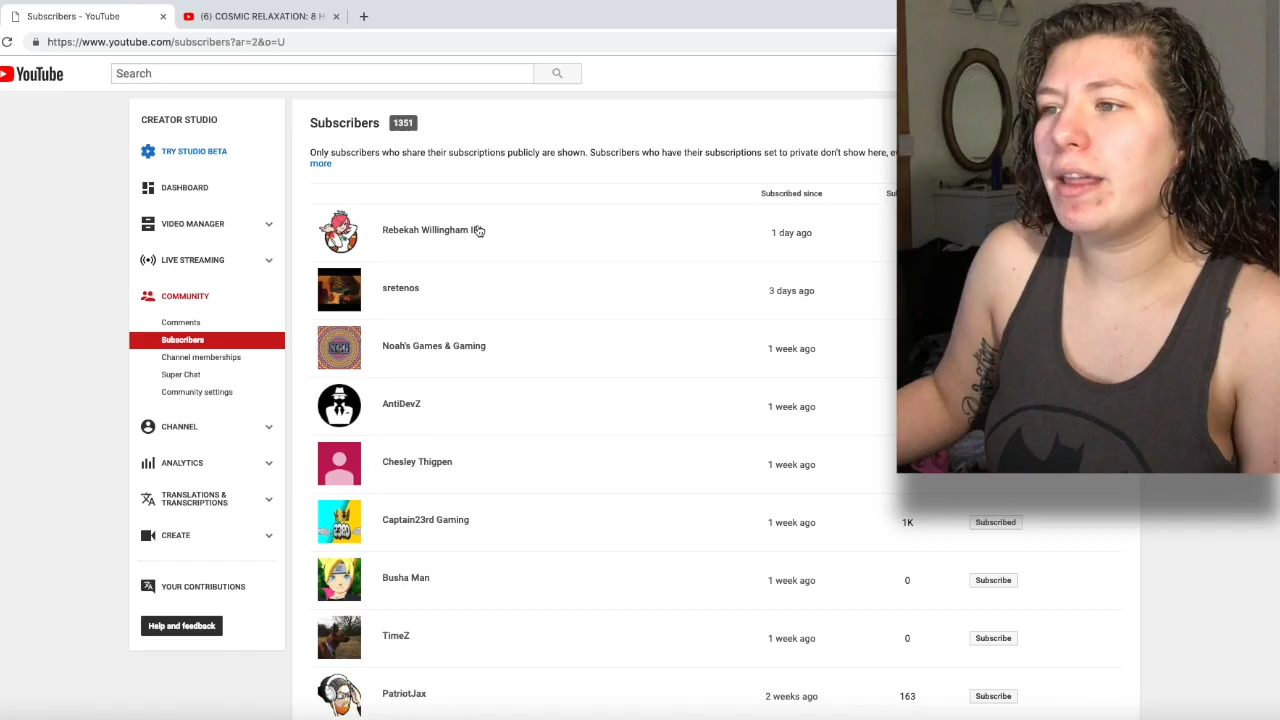 Subscribers - YouTube
(6) COSMIC RELAXATION: 8 H
https://www.youtube.com/subscribers?ar=2&o=U
YouTube
Search
CREATOR STUDIO
TRY STUDIO BETA
DASHBOARD
VIDEO MANAGER
LIVE STREAMING
COMMUNITY
Comments
Subscribers
Channel memberships
Super Chat
Community settings
CHANNEL
ANALYTICS
TRANSLATIONS &
TRANSCRIPTIONS
CREATE
YOUR CONTRIBUTIONS
Help and feedback
Subscribers 1351
Only subscribers who share their subscriptions publicly are shown. Subscribers who have their subscriptions set to private don't show here, e
more
Subscribed since
Rebekah Willingham
1 day ago
sretenos
3 days ago
Noah's Games & Gaming
1 week ago
AntiDevZ
1 week ago
Chesley Thigpen
1 week ago
Captain23rd Gaming
1 week ago 1K Subscribed
Busha Man
1 week ago 0 Subscribe
TimeZ
1 week ago 0 Subscribe
PatriotJax
2 weeks ago 163 Subscribe